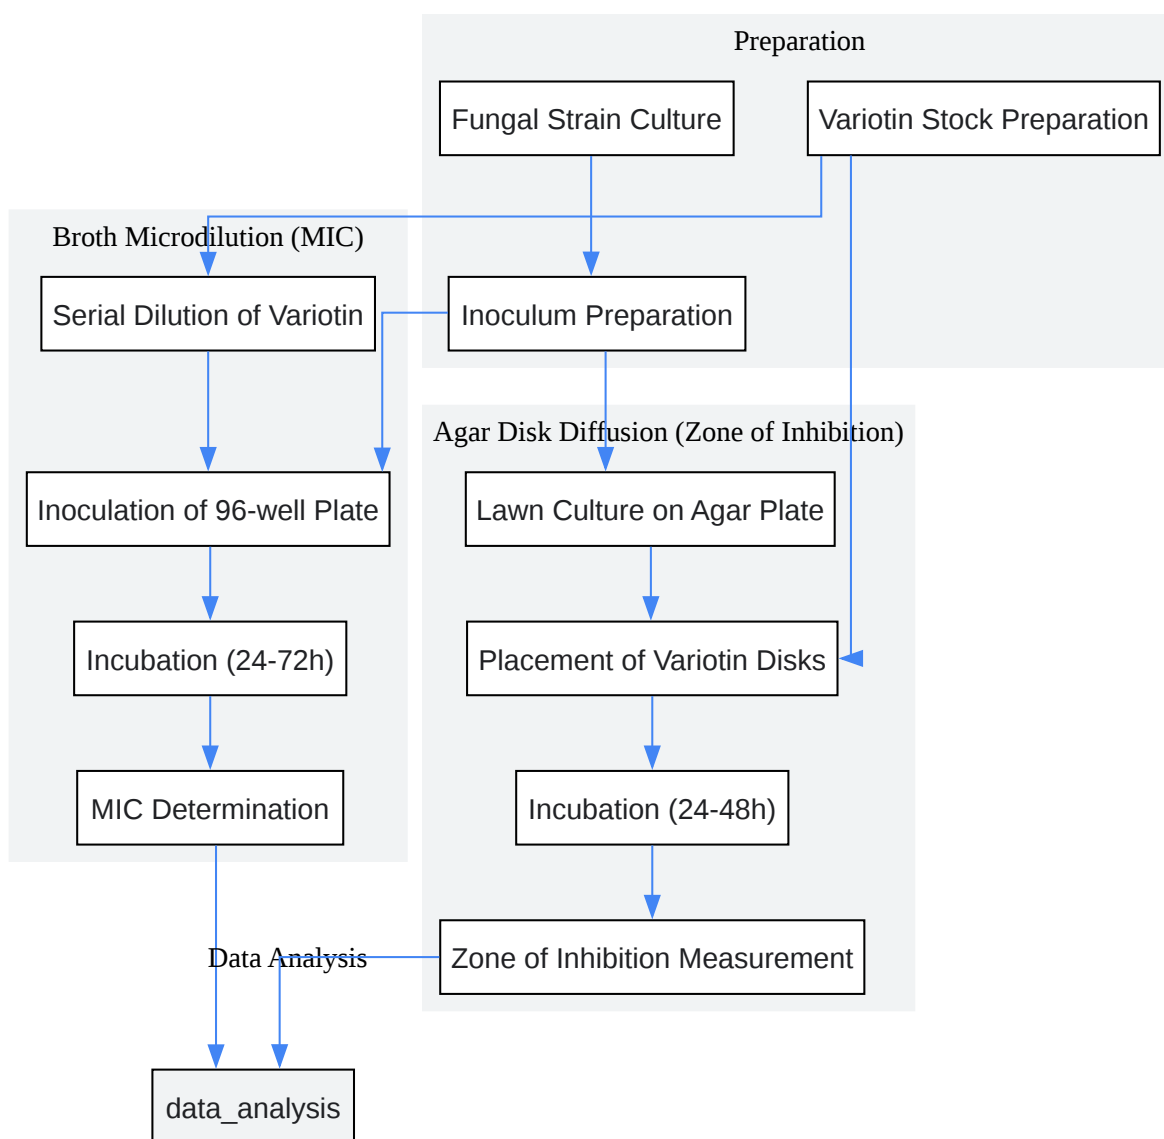 Preparation
Fungal Strain Culture
Variotin Stock Preparation
Broth Microdilution (MIC)
Serial Dilution of Variotin
Inoculum Preparation
Agar Disk Diffusion (Zone of Inhibition)
Inoculation of 96-well Plate
Lawn Culture on Agar Plate
Incubation (24-72h)
Placement of Variotin Disks
MIC Determination
Incubation (24-48h)
Data Analysis
Zone of Inhibition Measurement
data_analysis